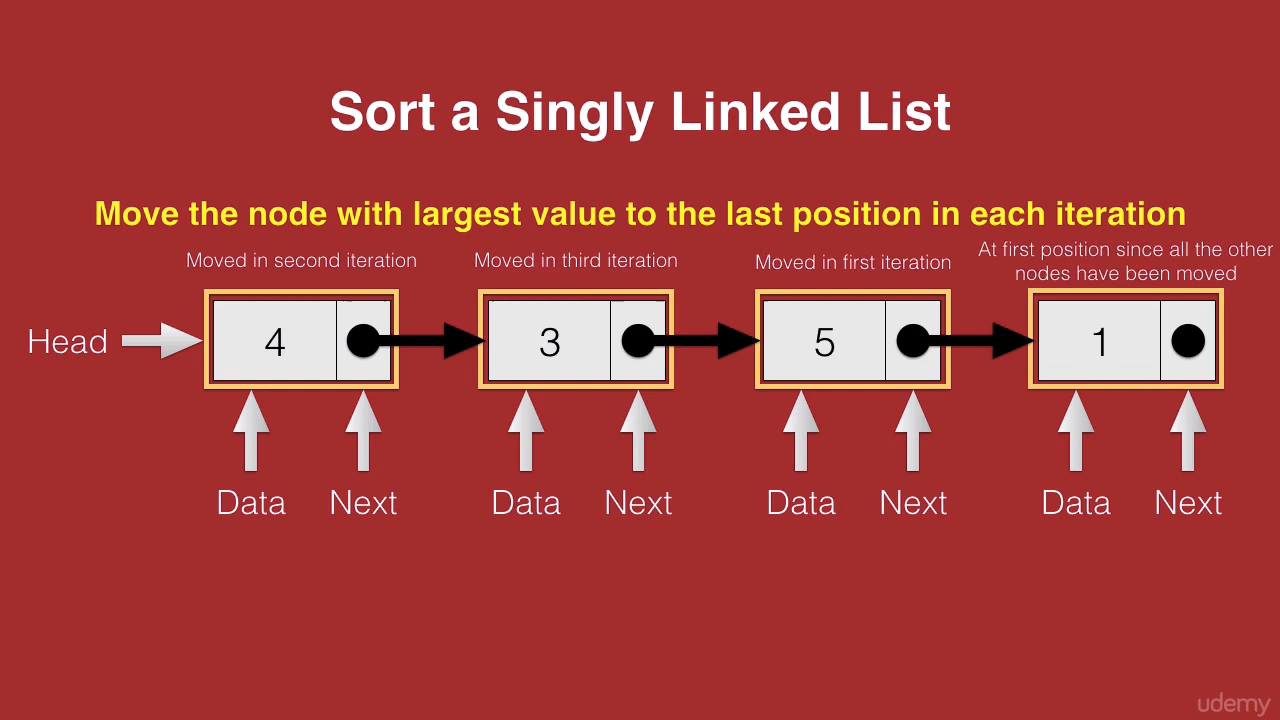 Sort a Singly Linked List
Move the node with largest value to the last position in each iteration
Moved in second iteration
Moved in third iteration
Moved in first iteration
At first position since all the other
nodes have been moved
Head
4
3
5
1
Data
Next
Data
Next
Data
Next
Data
Next
udemy